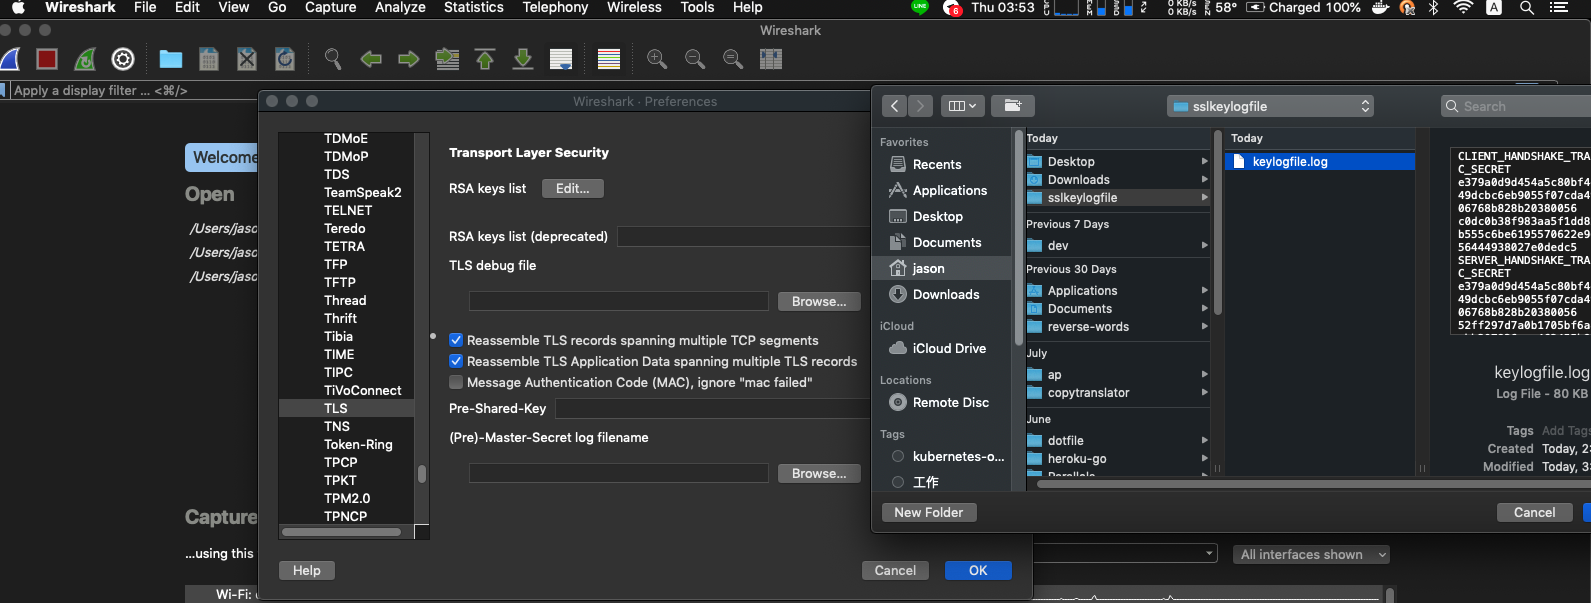 Wireshark File Edit View Go Capture Analyze Statistics Telephony Wireless Tools Help
LINE 6 Thu 03:53 0 KB/s 0 KB/s 58° Charged 100% A
Wireshark
Apply a display filter ... <⌘/>
Welcome
Open
/Users/jaso
/Users/jaso
/Users/jaso
Capture
...using this
Wi-Fi:
All interfaces shown
Wireshark · Preferences
TDMoE
TDMoP
TDS
TeamSpeak2
TELNET
Teredo
TETRA
TFP
TFTP
Thread
Thrift
Tibia
TIME
TIPC
TiVoConnect
TLS
TNS
Token-Ring
TPCP
TPKT
TPM2.0
TPNCP
Transport Layer Security
RSA keys list Edit...
RSA keys list (deprecated)
TLS debug file
Browse...
Reassemble TLS records spanning multiple TCP segments
Reassemble TLS Application Data spanning multiple TLS records
Message Authentication Code (MAC), ignore "mac failed"
Pre-Shared-Key
(Pre)-Master-Secret log filename
Browse...
Help Cancel OK
sslkeylogfile
Search
Favorites
Recents
Applications
Desktop
Documents
jason
Downloads
iCloud
iCloud Drive
Locations
Remote Disc
Tags
kubernetes-o...
工作
Today
Desktop
Downloads
sslkeylogfile
Previous 7 Days
dev
Previous 30 Days
Applications
Documents
reverse-words
July
ap
copytranslator
June
dotfile
heroku-go
Parallels
Today
keylogfile.log
CLIENT_HANDSHAKE_TRA
C_SECRET
e379a0d9d454a5c80bf4
49dcbc6eb9055f07cda4
06768b828b20380056
c0dc0b38f983aa5f1dd8
b555c6be6195570622e9
56444938027e0dedc5
SERVER_HANDSHAKE_TRA
C_SECRET
e379a0d9d454a5c80bf4
49dcbc6eb9055f07cda4
06768b828b20380056
52ff297d7a0b1705bf6a
keylogfile.log
Log File - 80 KB
Tags Add Tags
Created Today, 23
Modified Today, 3
New Folder Cancel